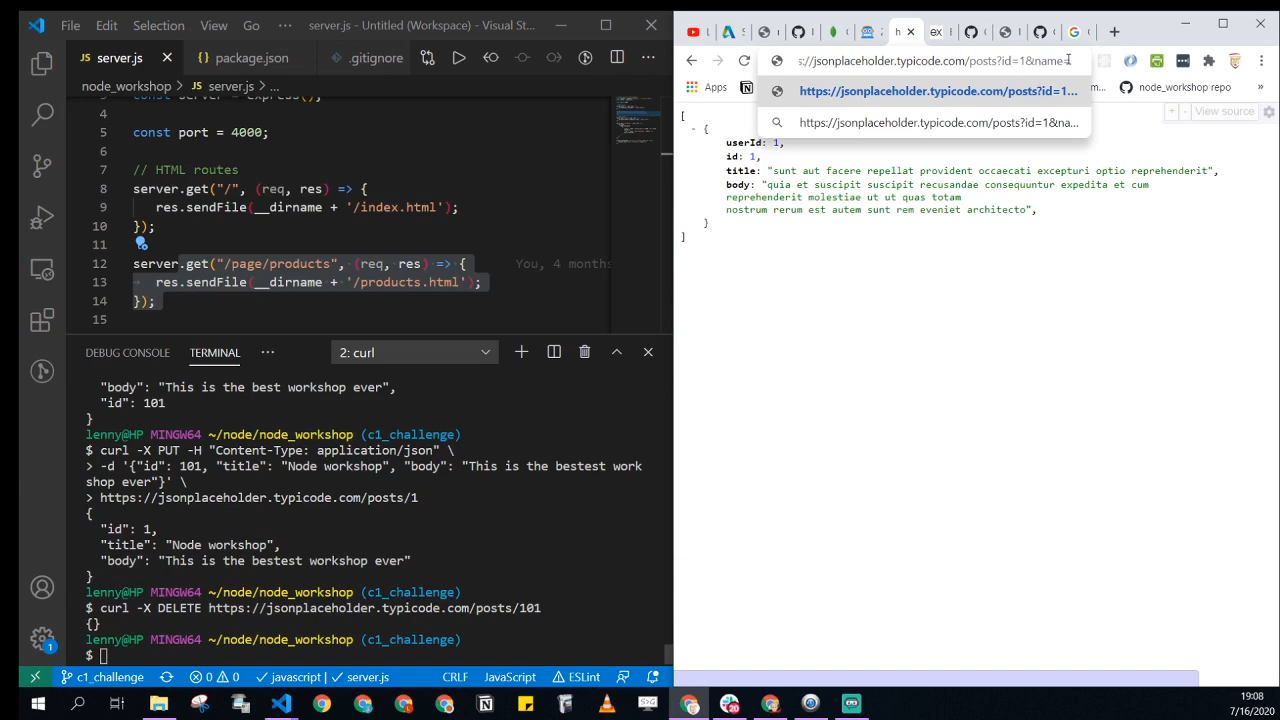 File Edit Selection View Go ··· server.js - Untitled (Workspace) - Visual St...
server.js package.json .gitignore
node_workshop > server.js > ...
4
5 const port = 4000;
6
7 // HTML routes
8 server.get("/", (req, res) => {
9 res.sendFile(__dirname + '/index.html');
10 });
11
12 server.get("/page/products", (req, res) => { You, 4 months
13 res.sendFile(__dirname + '/products.html');
14 });
15
DEBUG CONSOLE TERMINAL ··· 2: curl
"body": "This is the best workshop ever",
"id": 101
}
lenny@HP MINGW64 ~/node/node_workshop (c1_challenge)
$ curl -X PUT -H "Content-Type: application/json" \
> -d '{"id": 101, "title": "Node workshop", "body": "This is the bestest work
shop ever"}' \
> https://jsonplaceholder.typicode.com/posts/1
{
"id": 1,
"title": "Node workshop",
"body": "This is the bestest workshop ever"
}
lenny@HP MINGW64 ~/node/node_workshop (c1_challenge)
$ curl -X DELETE https://jsonplaceholder.typicode.com/posts/101
{}
lenny@HP MINGW64 ~/node/node_workshop (c1_challenge)
$
1
c1_challenge 0 0 javascript server.js CRLF JavaScript ESLint
s://jsonplaceholder.typicode.com/posts?id=1&name=
https://jsonplaceholder.typicode.com/posts?id=1...
https://jsonplaceholder.typicode.com/posts?id=1&na...
Apps m... node_workshop repo »
+ - View source
[
- {
userId: 1,
id: 1,
title: "sunt aut facere repellat provident occaecati excepturi optio reprehenderit",
body: "quia et suscipit suscipit recusandae consequuntur expedita et cum
reprehenderit molestiae ut ut quas totam
nostrum rerum est autem sunt rem eveniet architecto",
}
]
20
19:08
7/16/2020